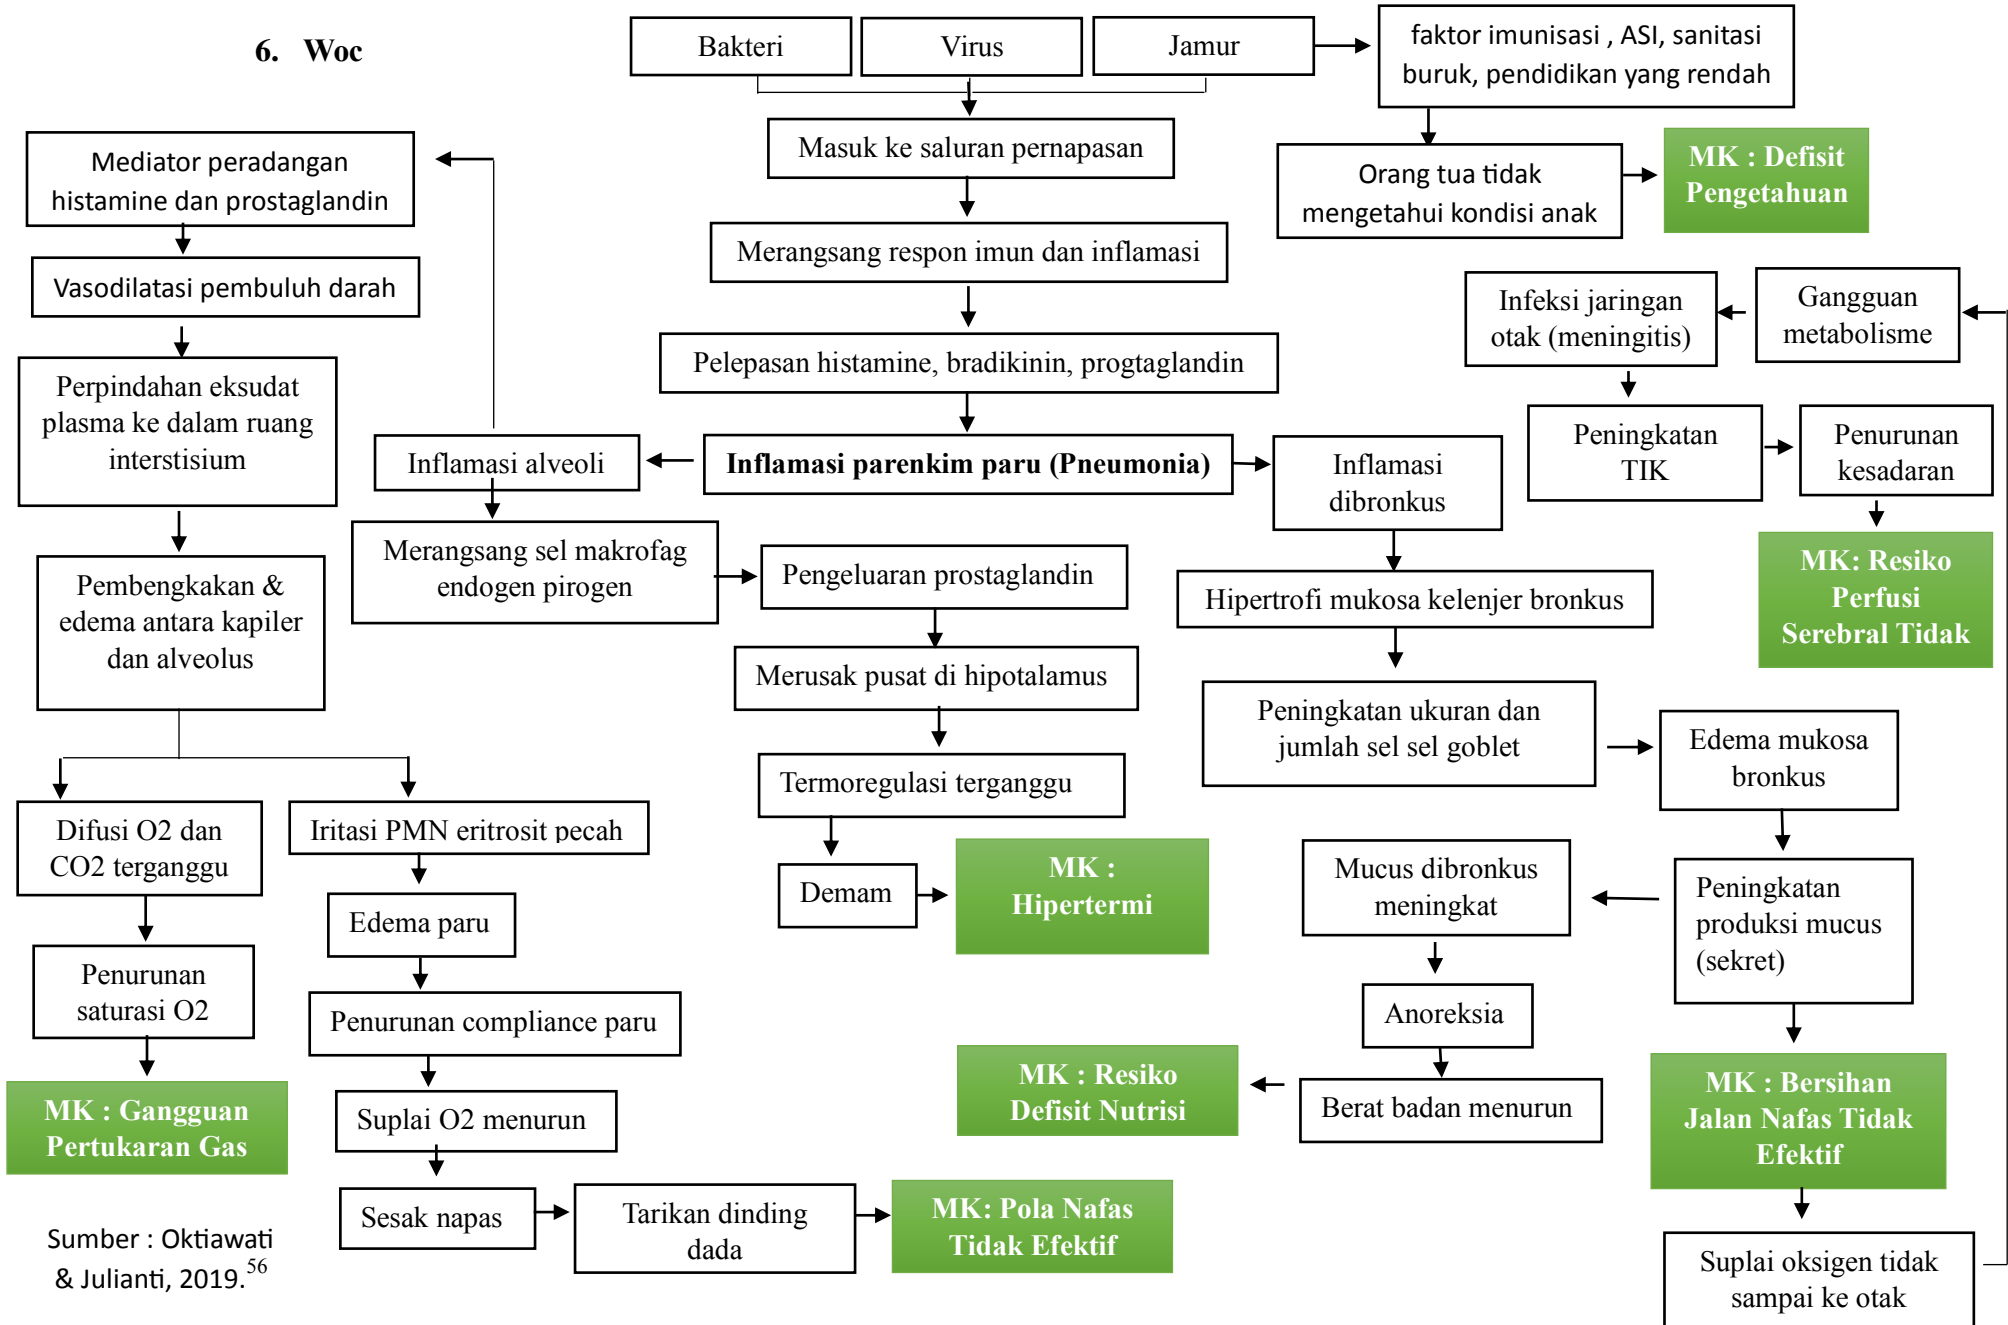 6. Woc
Bakteri
Virus
Jamur
faktor imunisasi , ASI, sanitasi
buruk, pendidikan yang rendah
Masuk ke saluran pernapasan
Orang tua tidak
mengetahui kondisi anak
MK : Defisit
Pengetahuan
Mediator peradangan
histamine dan prostaglandin
Merangsang respon imun dan inflamasi
Vasodilatasi pembuluh darah
Infeksi jaringan
otak (meningitis)
Gangguan
metabolisme
Pelepasan histamine, bradikinin, progtaglandin
Perpindahan eksudat
plasma ke dalam ruang
interstisium
Inflamasi alveoli
Inflamasi parenkim paru (Pneumonia)
Inflamasi
dibronkus
Peningkatan
TIK
Penurunan
kesadaran
Merangsang sel makrofag
endogen pirogen
Pengeluaran prostaglandin
Hipertrofi mukosa kelenjer bronkus
MK: Resiko
Perfusi
Serebral Tidak
Pembengkakan &
edema antara kapiler
dan alveolus
Merusak pusat di hipotalamus
Peningkatan ukuran dan
jumlah sel sel goblet
Edema mukosa
bronkus
Termoregulasi terganggu
Difusi O2 dan
CO2 terganggu
Iritasi PMN eritrosit pecah
Demam
MK :
Hipertermi
Mucus dibronkus
meningkat
Peningkatan
produksi mucus
(sekret)
Edema paru
Penurunan
saturasi O2
Penurunan compliance paru
Anoreksia
MK : Gangguan
Pertukaran Gas
Suplai O2 menurun
MK : Resiko
Defisit Nutrisi
Berat badan menurun
MK : Bersihan
Jalan Nafas Tidak
Efektif
Sesak napas
Tarikan dinding
dada
MK: Pola Nafas
Tidak Efektif
Suplai oksigen tidak
sampai ke otak
Sumber : Oktiawati
& Julianti, 2019.56